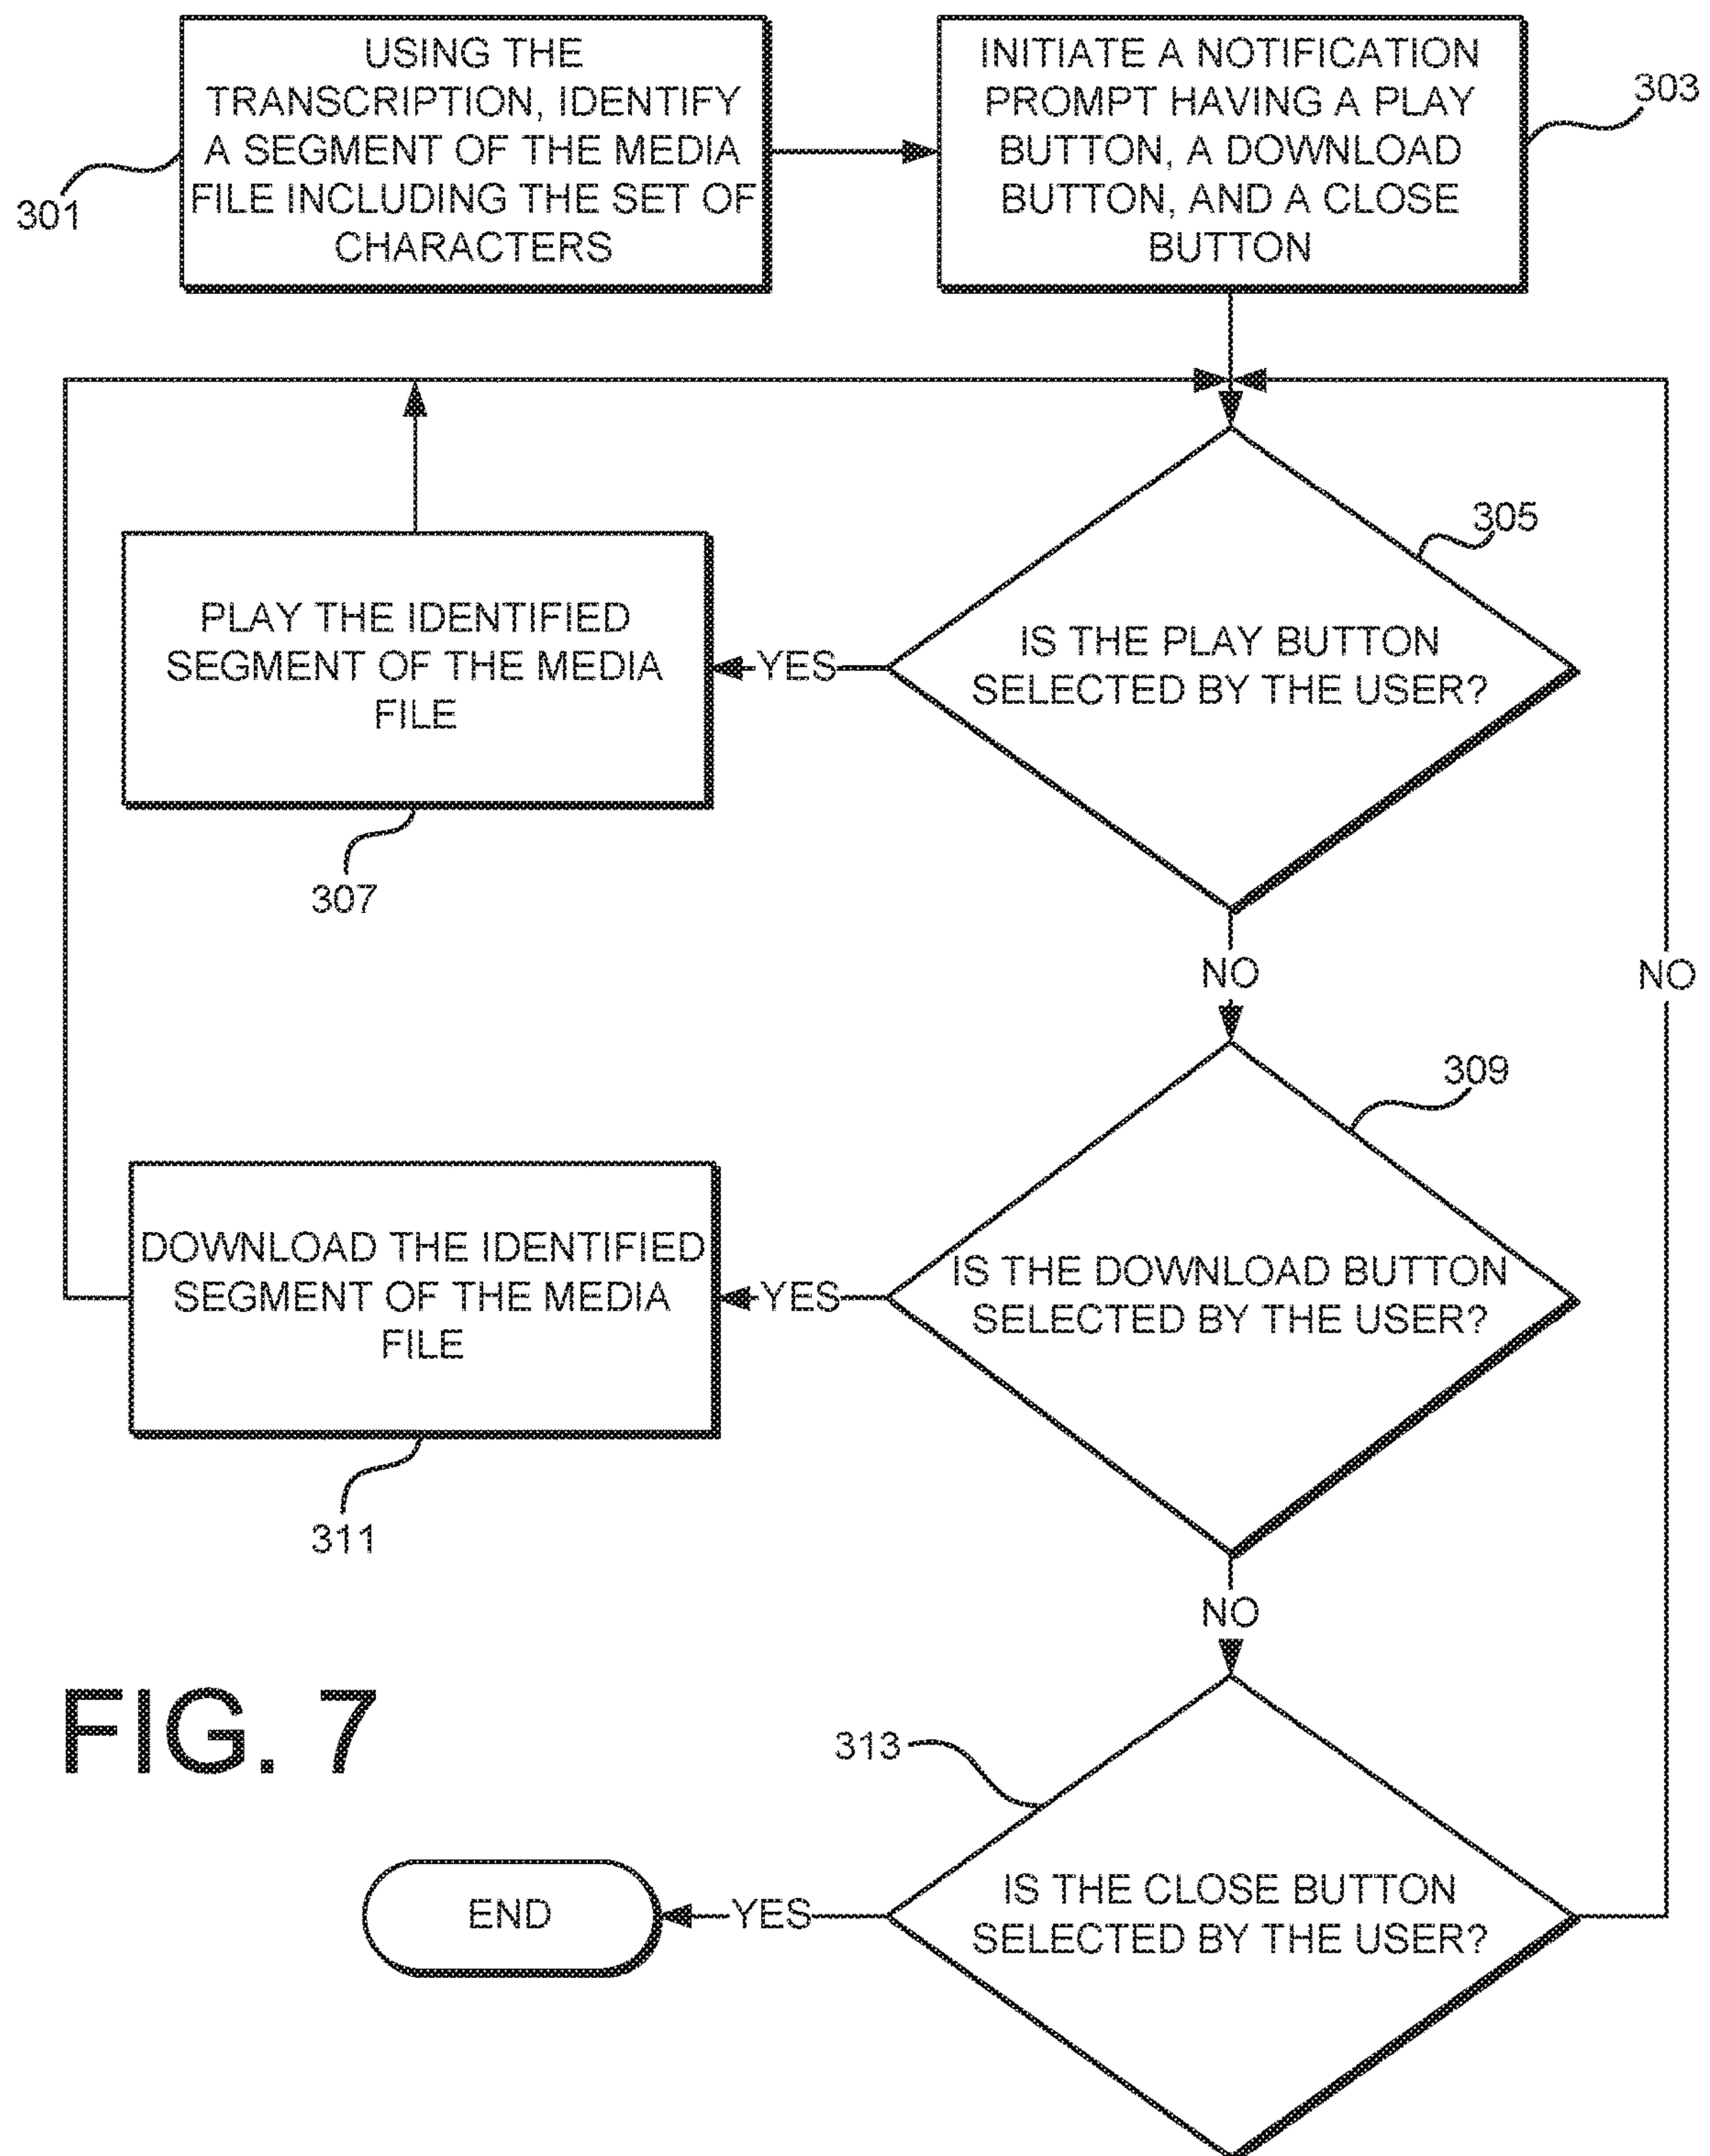 USING THE
TRANSCRIPTION, IDENTIFY
A SEGMENT OF THE MEDIA
FILE INCLUDING THE SET OF
CHARACTERS
301
INITIATE A NOTIFICATION
PROMPT HAVING A PLAY
BUTTON, A DOWNLOAD
BUTTON, AND A CLOSE
BUTTON
303
305
IS THE PLAY BUTTON
SELECTED BY THE USER?
YES
PLAY THE IDENTIFIED
SEGMENT OF THE MEDIA
FILE
307
NO
NO
309
IS THE DOWNLOAD BUTTON
SELECTED BY THE USER?
YES
DOWNLOAD THE IDENTIFIED
SEGMENT OF THE MEDIA
FILE
311
NO
FIG. 7
313
IS THE CLOSE BUTTON
SELECTED BY THE USER?
YES
END